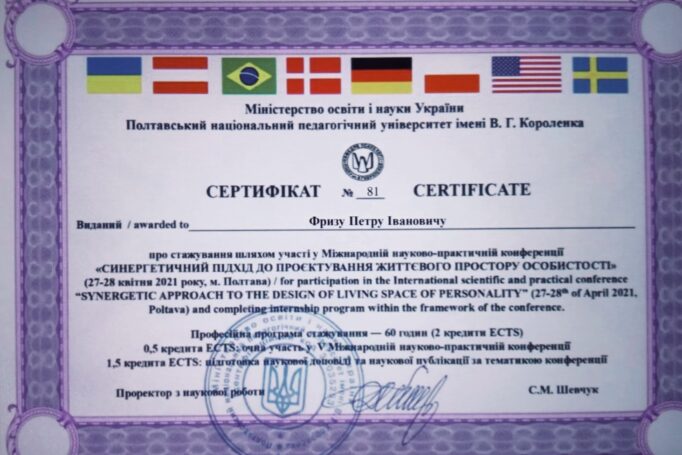 Міністерство освіти і науки України
Полтавський національний педагогічний університет імені В. Г. Короленка
СЕРТИФІКАТ № 81 CERTIFICATE
Виданий / awarded to Фризу Петру Івановичу
про стажування шляхом участі у Міжнародній науково-практичній конференції
«СИНЕРГЕТИЧНИЙ ПІДХІД ДО ПРОЄКТУВАННЯ ЖИТТЄВОГО ПРОСТОРУ ОСОБИСТОСТІ»
(27-28 квітня 2021 року, м. Полтава) / for participation in the International scientific and practical conference
“SYNERGETIC APPROACH TO THE DESIGN OF LIVING SPACE OF PERSONALITY” (27-28th of April 2021,
Poltava) and completing internship program within the framework of the conference.
Професійна програма стажування — 60 годин (2 кредити ECTS)
0,5 кредита ECTS: очна участь у V Міжнародній науково-практичній конференції
1,5 кредита ECTS: підготовка наукової доповіді та наукової публікації за тематикою конференції
Проректор з наукової роботи С.М. Шевчук